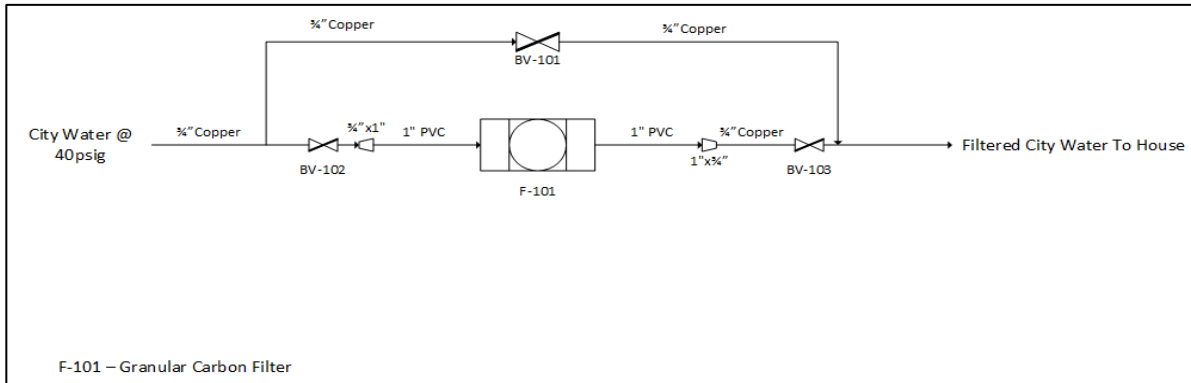 ¾"Copper
¾"Copper
BV-101
City Water @
40psig
¾"Copper
¾"x1"
1" PVC
1" PVC
¾"Copper
Filtered City Water To House
BV-102
1"x¾"
BV-103
F-101
F-101 – Granular Carbon Filter